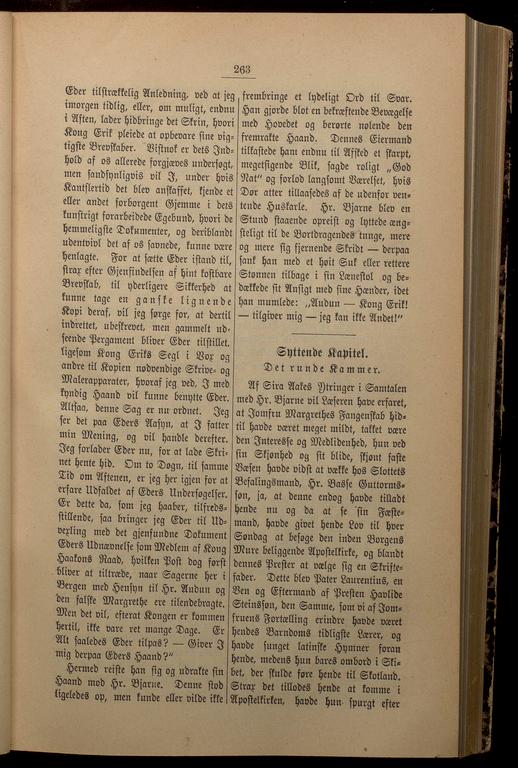 263
Eder tilstrækkelig Anledning, ved at jeg
imorgen tidlig, eller, om muligt, endnu
i Aften, lader hidbringe det Skrin, hvori
Kong Erik pleiede at opbevare sine vig-
tigste Brevskaber. Vistnok er dets Ind-
hold af os allerede forgjæves undersøgt,
men sandsynligvis vil I, under hvis
Kantslertid det blev anskaffet, kjende et
eller andet forborgent Gjemme i dets
kunstrigt forarbeidede Egebund, hvori de
hemmeligste Dokumenter, og deriblandt
udentvivl det af os savnede, kunne være
henlagte. For at sætte Eder istand til,
strax efter Gjenfindelsen af hint kostbare
Brevskab, til yderligere Sikkerhed at
kunne tage en ganske lignende
Kopi deraf, vil jeg sørge for, at dertil
indrettet, ubeskrevet, men gammelt ud-
seende Pergament bliver Eder tilstillet,
ligesom Kong Eriks Segl i Vox og
andre til Kopien nødvendige Skrive- og
Malerapparater, hvoraf jeg ved, I med
kyndig Haand vil kunne benytte Eder.
Altsaa, denne Sag er nu ordnet. Jeg
ser det paa Eders Aasyn, at I fatter
min Mening, og vil handle derefter.
Jeg forlader Eder nu, for at lade Skri-
net hente hid. Om to Døgn, til samme
Tid om Aftenen, er jeg her igjen for at
erfare Udfaldet af Eders Undersøgelser.
Er dette da, som jeg haaber, tilfreds-
stillende, saa bringer jeg Eder til Ud-
vexling med det gjenfundne Dokument
Eders Udnævnelse som Medlem af Kong
Haakons Raad, hvilken Post dog først
bliver at tiltræde, naar Sagerne her i
Bergen med Hensyn til Hr. Audun og
den falske Margrethe ere tilendebragte.
Men det vil, efterat Kongen er kommen
hertil, ikke vare ret mange Dage. Er
Alt saaledes Eder tilpas? — Giver I
mig derpaa Eders Haand?"
Hermed reiste han sig og udrakte sin
Haand mod Hr. Bjarne. Denne stod
ligeledes op, men kunde eller vilde ikke
frembringe et lydeligt Ord til Svar.
Han gjorde blot en bekræftende Bevægelse
med Hovedet og berørte nølende den
fremrakte Haand. Dennes Eiermand
tilkastede ham endnu til Afsked et skarpt,
megetsigende Blik, sagde roligt „God
Nat" og forlod langsomt Værelset, hvis
Dør atter tillaasedes af de udenfor ven-
tende Huskarle. Hr. Bjarne blev en
Stund staaende opreist og lyttede æng-
steligt til de Bortdragendes tunge, mere
og mere sig fjernende Skridt — derpaa
sank han med et høit Suk eller rettere
Stønnen tilbage i sin Lænestol og be-
dækkede sit Ansigt med sine Hænder, idet
han mumlede: „Audun — Kong Erik!
— tilgiver mig — jeg kan ikke Andet!"
Syttende Kapitel.
Det runde Kammer.
Af Sira Aakes Ytringer i Samtalen
med Hr. Bjarne vil Læseren have erfaret,
at Jomfru Margrethes Fangenskab hid-
til havde været meget mildt, takket være
den Interesse og Medlidenhed, hun ved
sin Skjønhed og sit blide, skjønt faste
Væsen havde vidst at vække hos Slottets
Befalingsmand, Hr. Basse Guttorms-
søn, ja, at denne endog havde tilladt
hende nu og da at se sin Fæste-
mand, havde givet hende Lov til hver
Søndag at besøge den inden Borgens
Mure beliggende Apostelkirke, og blandt
dennes Prester at vælge sig en Skrifte-
fader. Dette blev Pater Laurentius, en
Ven og Eftermand af Presten Havlide
Steinssøn, den Samme, som vi af Jom-
fruens Fortælling erindre havde været
hendes Barndoms tidligste Lærer, og
havde sunget latinske Hymner foran
hende, medens hun bares ombord i Ski-
bet, der skulde føre hende til Skotland.
Strax det tillodes hende at komme i
Apostelkirken, havde hun spurgt efter